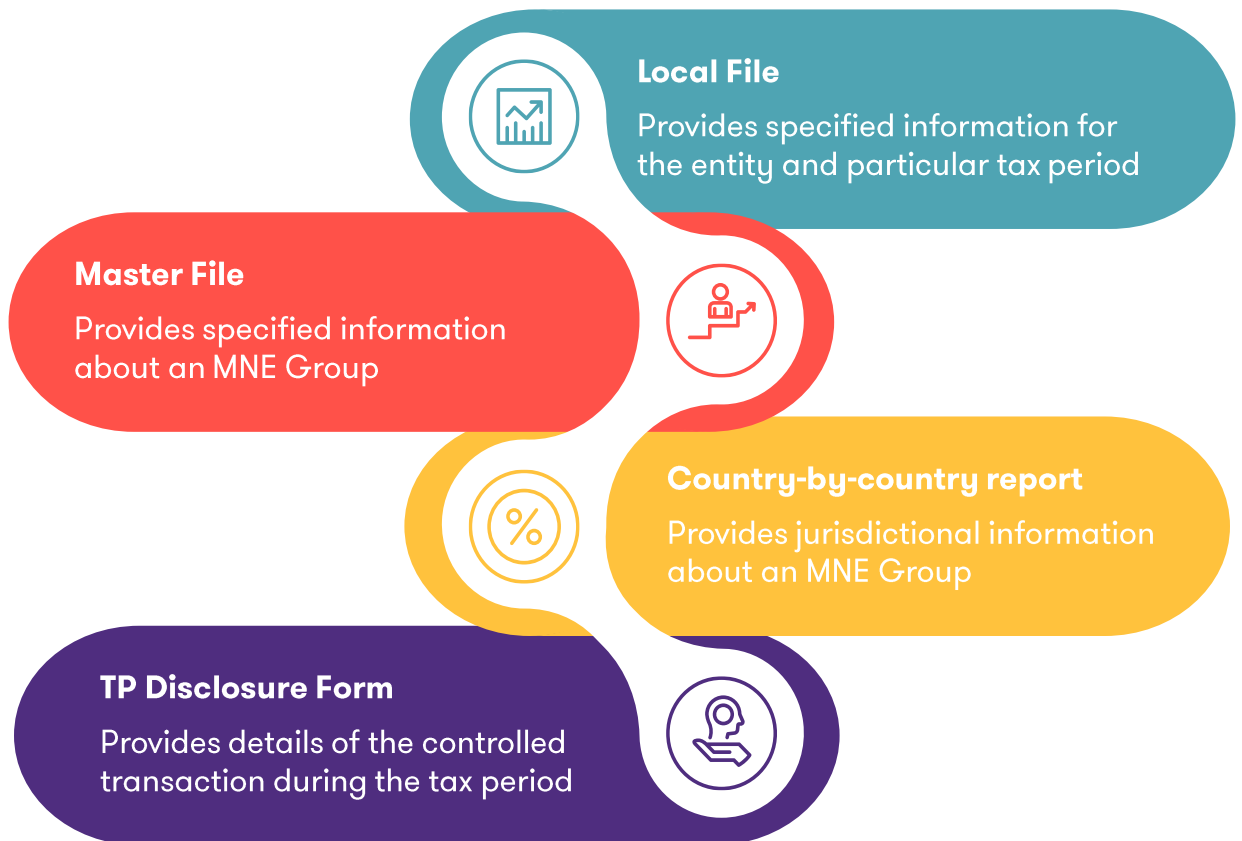 Local File
Provides specified information for
the entity and particular tax period
Master File
Provides specified information
about an MNE Group
Country-by-country report
Provides jurisdictional information
about an MNE Group
TP Disclosure Form
Provides details of the controlled
transaction during the tax period